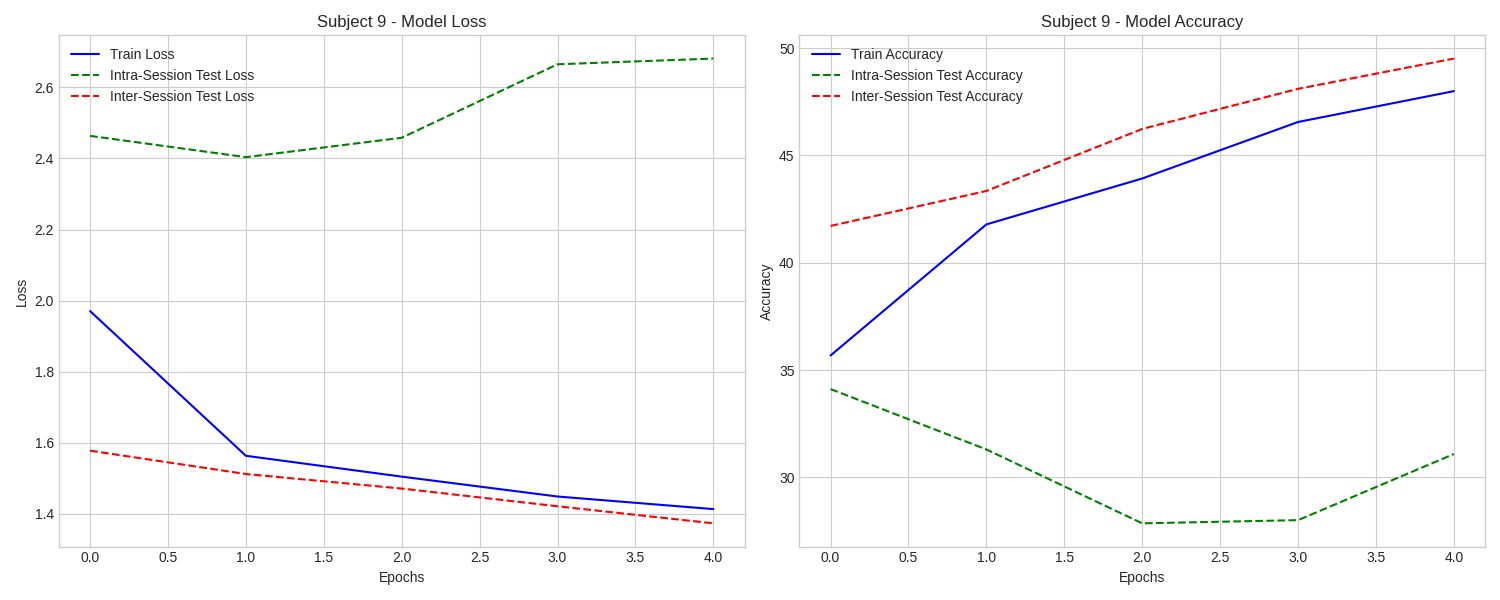 Subject 9 - Model Loss
Train Loss
Intra-Session Test Loss
Inter-Session Test Loss
2.6
2.4
2.2
2.0
1.8
1.6
1.4
Loss
0.0 0.5 1.0 1.5 2.0 2.5 3.0 3.5 4.0
Epochs
Subject 9 - Model Accuracy
Train Accuracy
Intra-Session Test Accuracy
Inter-Session Test Accuracy
50
45
40
35
30
Accuracy
0.0 0.5 1.0 1.5 2.0 2.5 3.0 3.5 4.0
Epochs